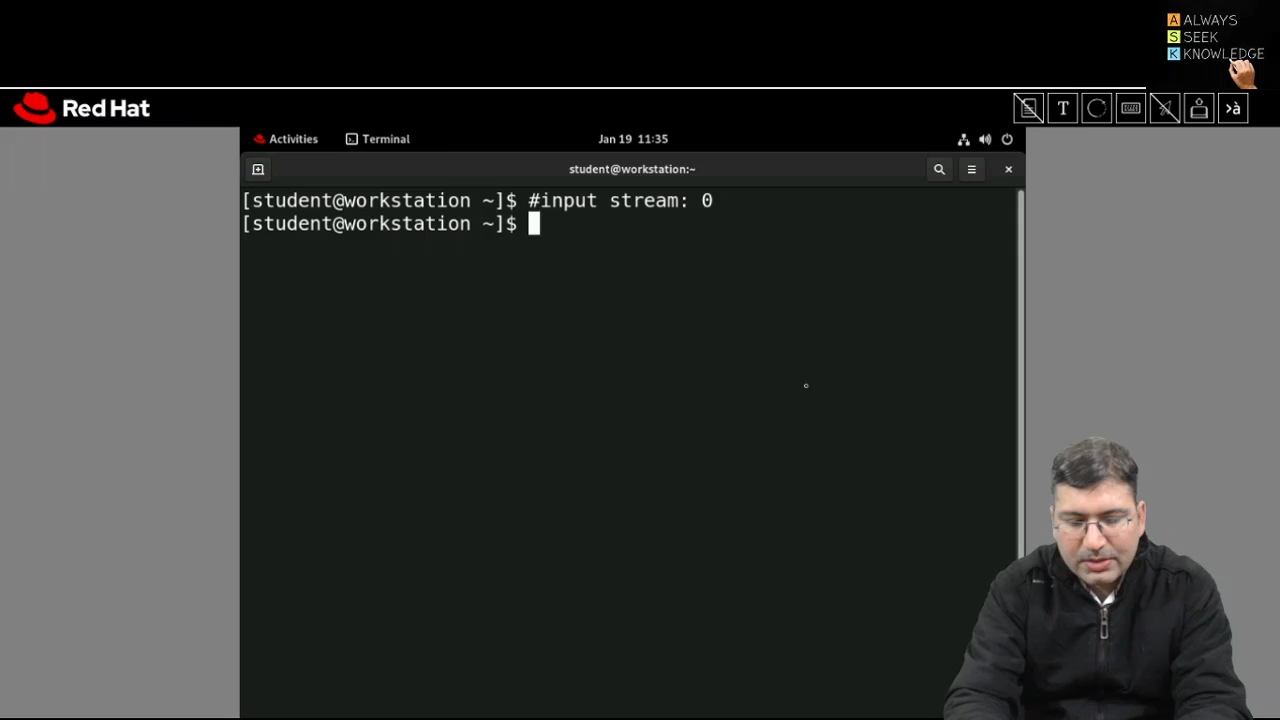 A ALWAYS
S SEEK
K KNOWLEDGE
Red Hat
T
>à
Activities Terminal Jan 19 11:35
student@workstation:~
[student@workstation ~]$ #input stream: 0
[student@workstation ~]$